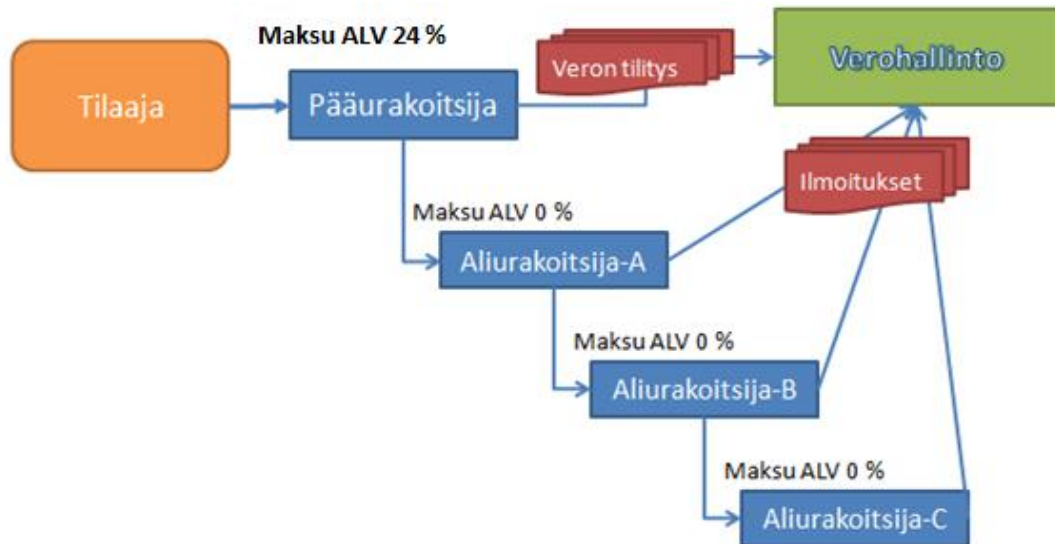 Maksu ALV 24 %
Tilaaja
Pääurakoitsija
Veron tilitys
Verohallinto
Ilmoitukset
Maksu ALV 0 %
Aliurakoitsija-A
Maksu ALV 0 %
Aliurakoitsija-B
Maksu ALV 0 %
Aliurakoitsija-C